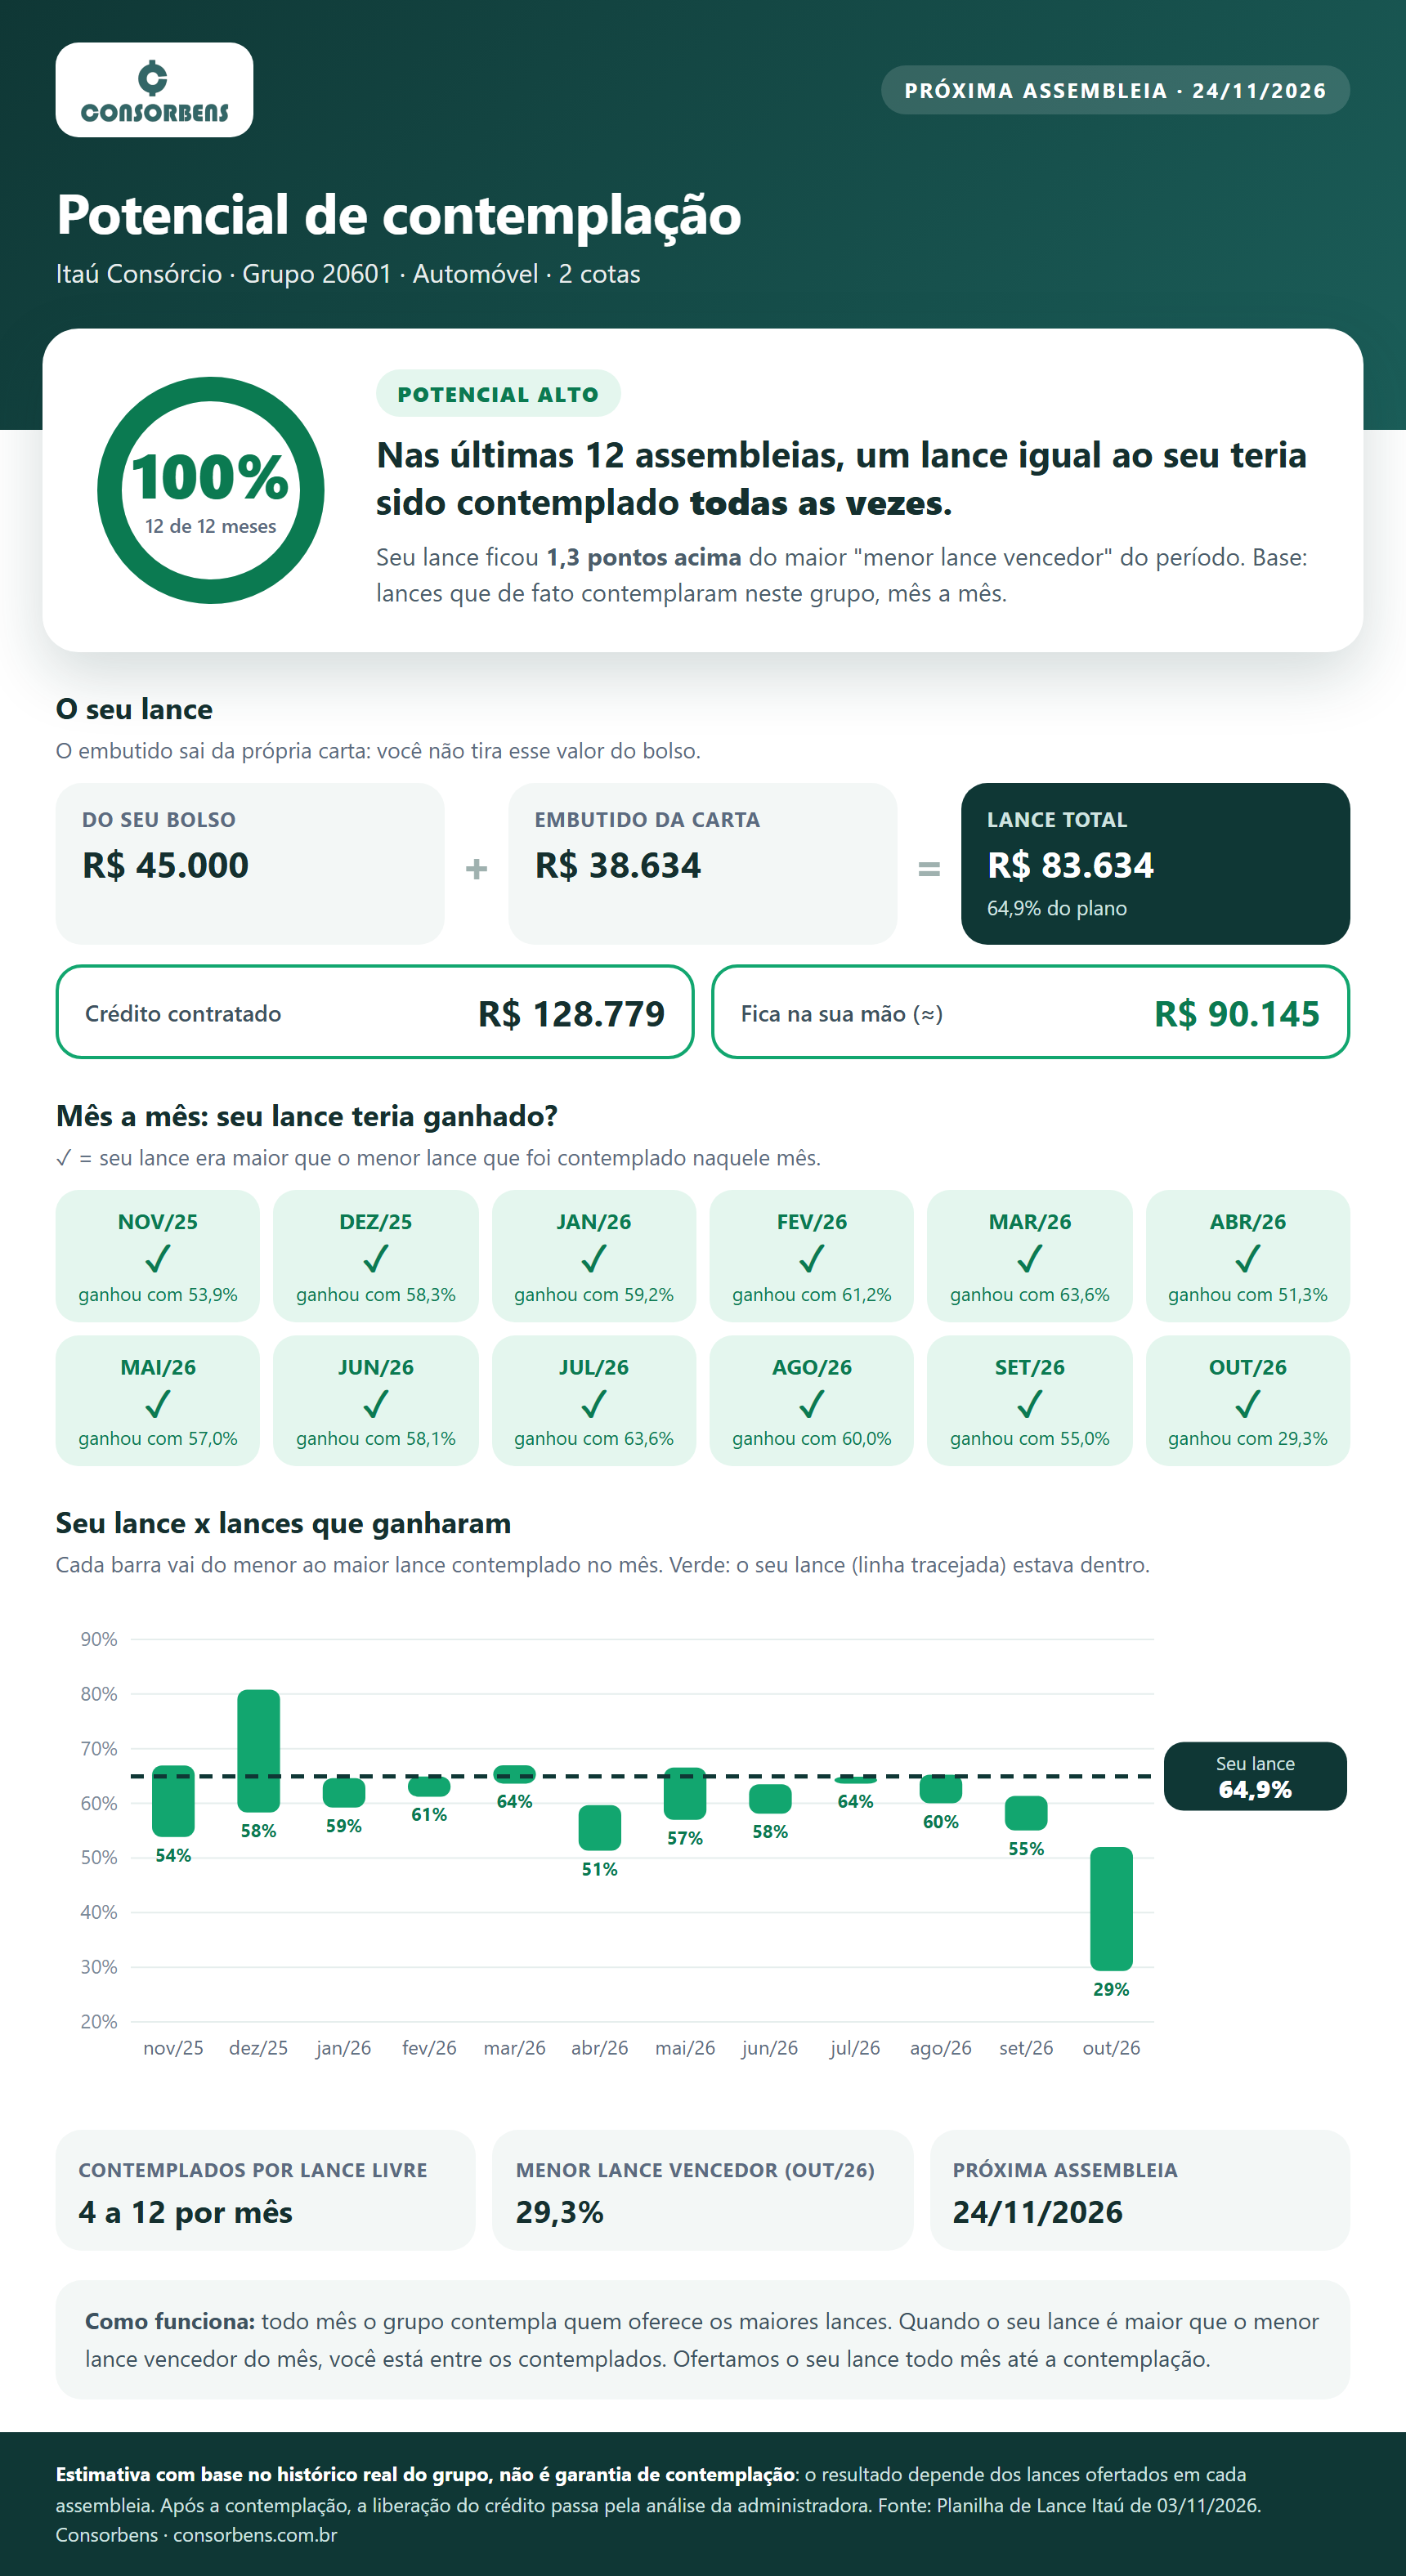 CONSORBENS
PRÓXIMA ASSEMBLEIA · 24/11/2026
Potencial de contemplação
Itaú Consórcio · Grupo 20601 · Automóvel · 2 cotas
100%
12 de 12 meses
POTENCIAL ALTO
Nas últimas 12 assembleias, um lance igual ao seu teria
sido contemplado todas as vezes.
Seu lance ficou 1,3 pontos acima do maior "menor lance vencedor" do período. Base:
lances que de fato contemplaram neste grupo, mês a mês.
O seu lance
O embutido sai da própria carta: você não tira esse valor do bolso.
DO SEU BOLSO
R$ 45.000
+
EMBUTIDO DA CARTA
R$ 38.634
=
LANCE TOTAL
R$ 83.634
64,9% do plano
Crédito contratado R$ 128.779
Fica na sua mão (≈) R$ 90.145
Mês a mês: seu lance teria ganhado?
✓ = seu lance era maior que o menor lance que foi contemplado naquele mês.
NOV/25 DEZ/25 JAN/26 FEV/26 MAR/26 ABR/26
✓ ✓ ✓ ✓ ✓ ✓
ganhou com 53,9% ganhou com 58,3% ganhou com 59,2% ganhou com 61,2% ganhou com 63,6% ganhou com 51,3%
MAI/26 JUN/26 JUL/26 AGO/26 SET/26 OUT/26
✓ ✓ ✓ ✓ ✓ ✓
ganhou com 57,0% ganhou com 58,1% ganhou com 63,6% ganhou com 60,0% ganhou com 55,0% ganhou com 29,3%
Seu lance x lances que ganharam
Cada barra vai do menor ao maior lance contemplado no mês. Verde: o seu lance (linha tracejada) estava dentro.
90%
80%
70%
60%
50%
40%
30%
20%
54% 58% 59% 61% 64% 51% 57% 58% 64% 60% 55% 29%
Seu lance
64,9%
nov/25 dez/25 jan/26 fev/26 mar/26 abr/26 mai/26 jun/26 jul/26 ago/26 set/26 out/26
CONTEMPLADOS POR LANCE LIVRE
4 a 12 por mês
MENOR LANCE VENCEDOR (OUT/26)
29,3%
PRÓXIMA ASSEMBLEIA
24/11/2026
Como funciona: todo mês o grupo contempla quem oferece os maiores lances. Quando o seu lance é maior que o menor
lance vencedor do mês, você está entre os contemplados. Ofertamos o seu lance todo mês até a contemplação.
Estimativa com base no histórico real do grupo, não é garantia de contemplação: o resultado depende dos lances ofertados em cada
assembleia. Após a contemplação, a liberação do crédito passa pela análise da administradora. Fonte: Planilha de Lance Itaú de 03/11/2026.
Consorbens · consorbens.com.br